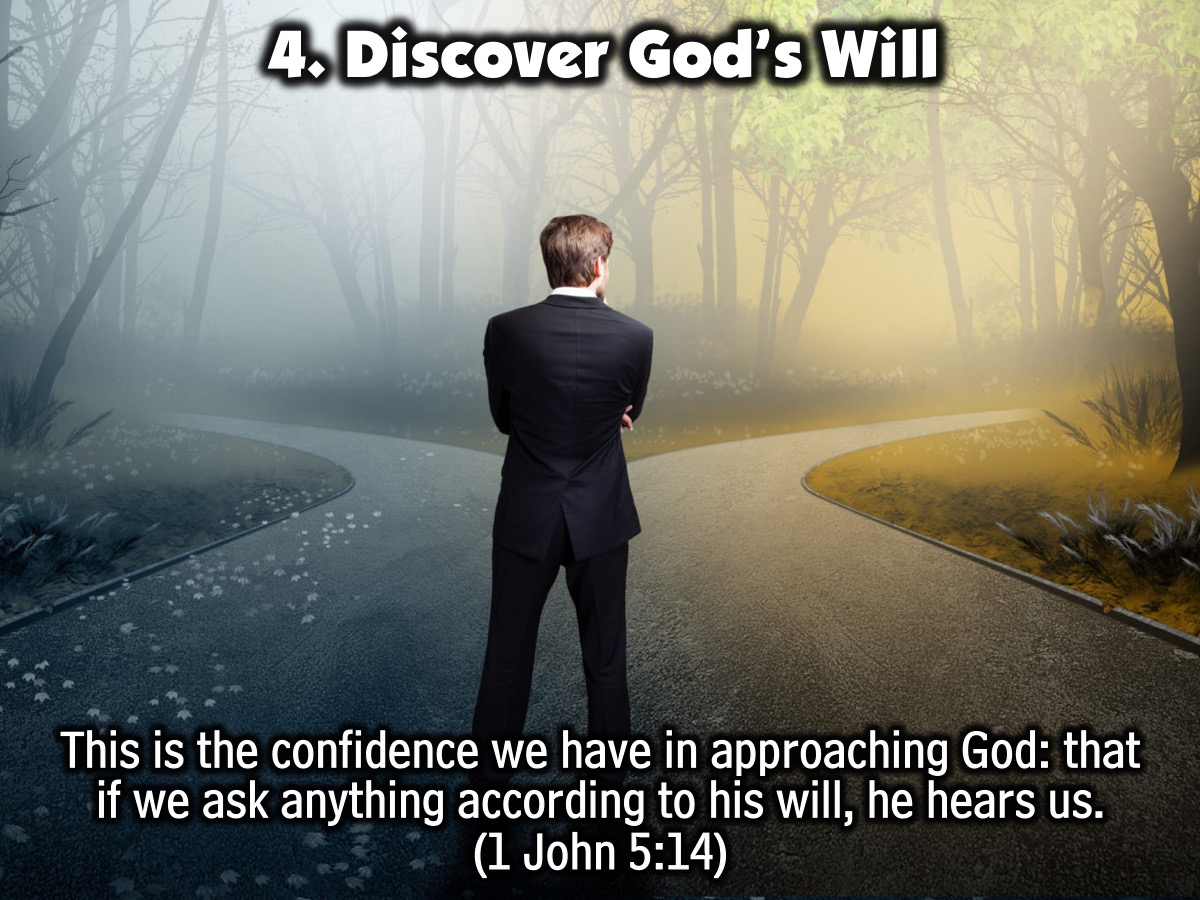 4. Discover God's Will
This is the confidence we have in approaching God: that
if we ask anything according to his will, he hears us.
(1 John 5:14)